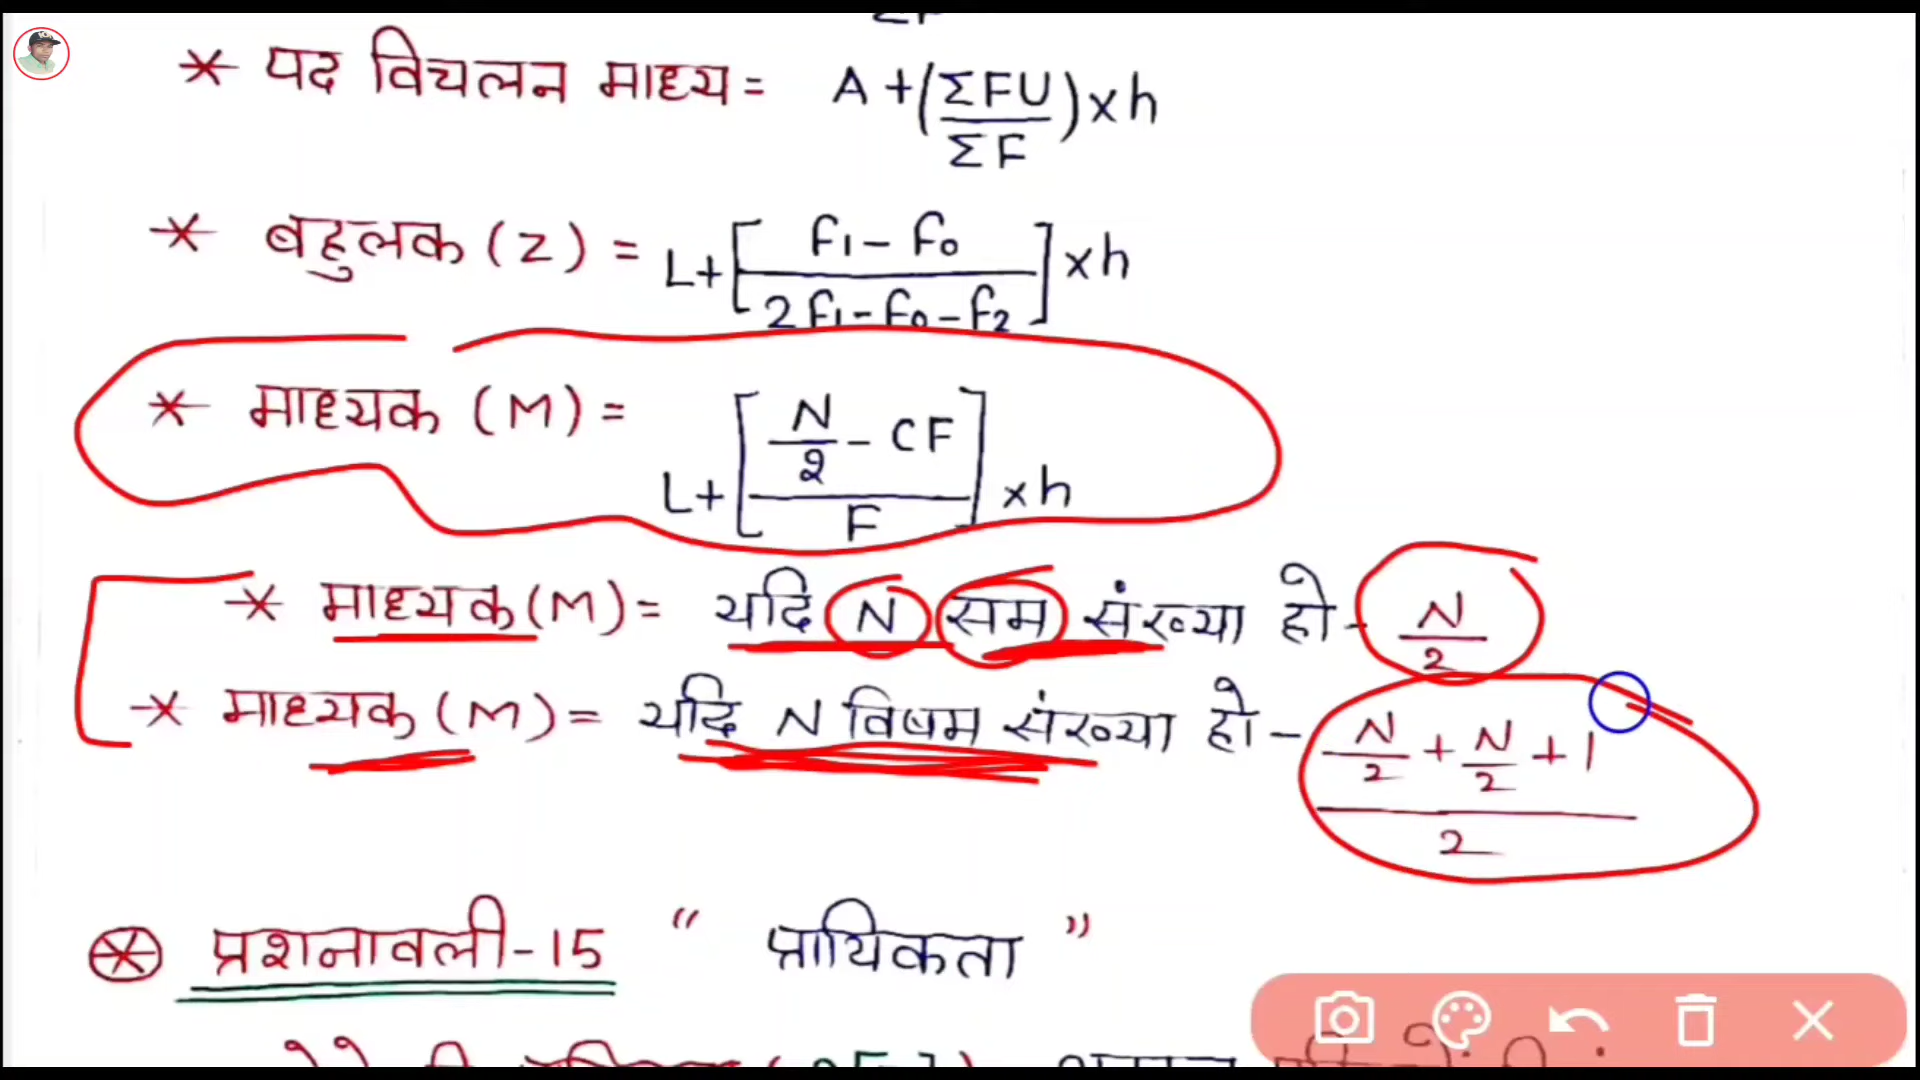 * पद विचलन माध्य = A + (ΣFU / ΣF) × h
* बहुलक (Z) = L + [ F1 - F0 / 2F1 - F0 - F2 ] × h
* माध्यक (M) = L + [ N/2 - CF / F ] × h
* माध्यक (M) = यदि N सम संख्या हो - N/2
* माध्यक (M) = यदि N विषम संख्या हो - N/2 + N/2 + 1 / 2
* प्रशनावली - 15 " प्रायिकता "